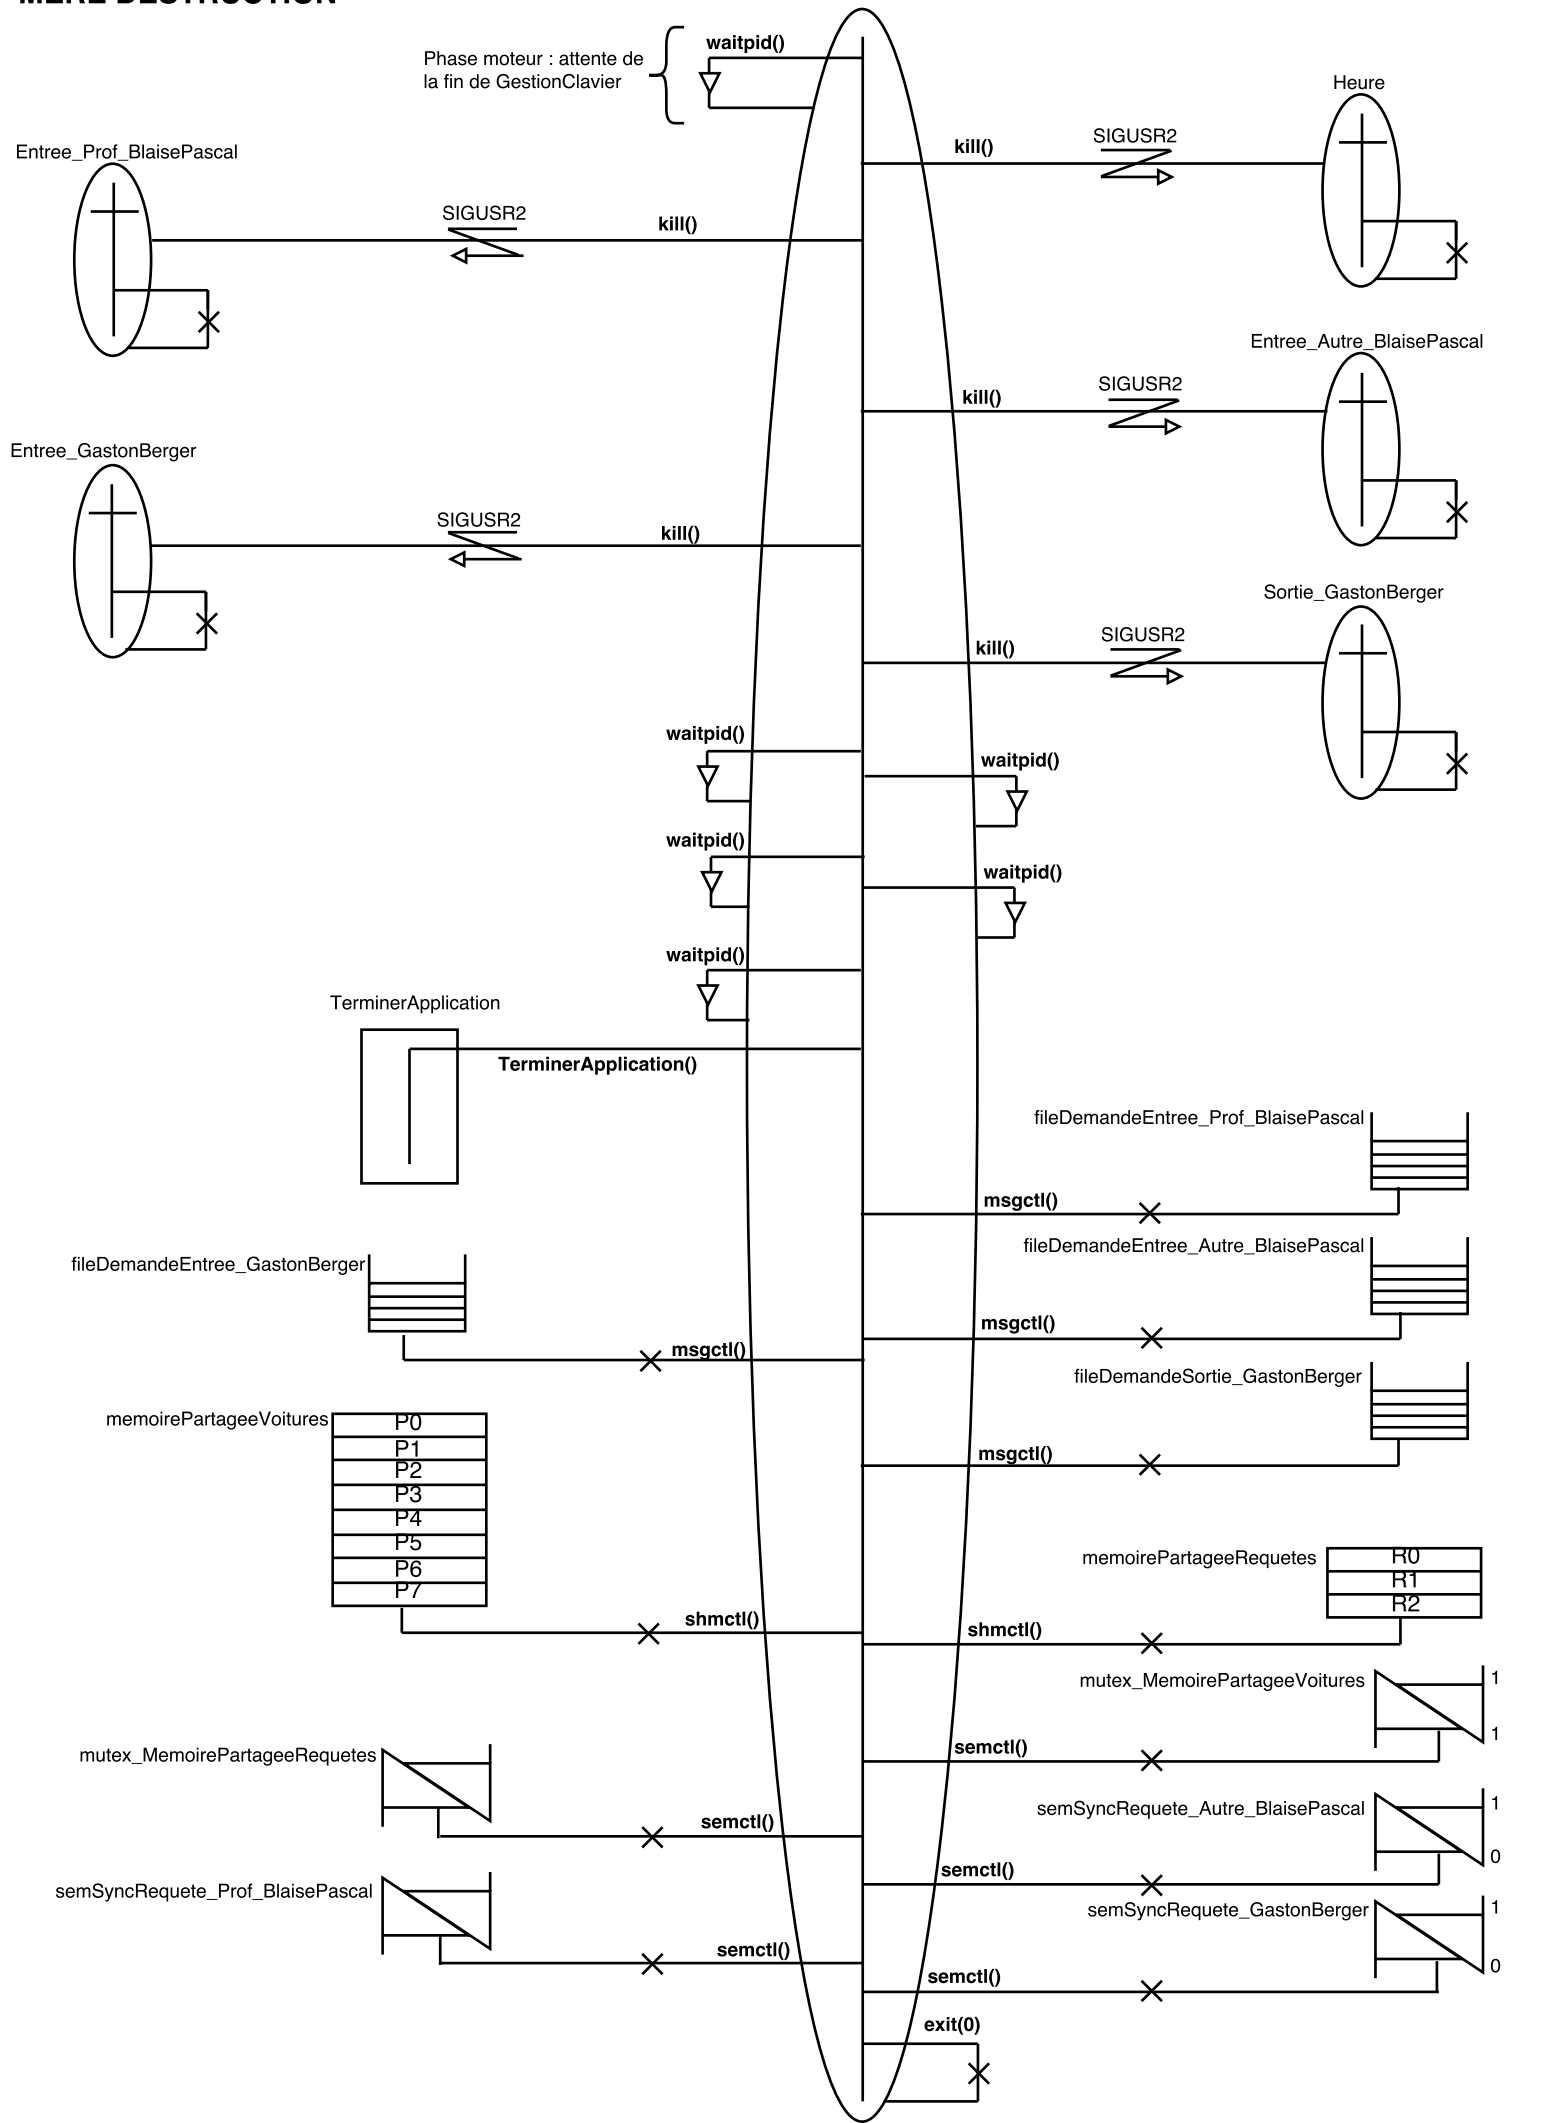 MERE DESTRUCTION
Phase moteur : attente de
la fin de GestionClavier
waitpid()
Heure
kill()
SIGUSR2
Entree_Prof_BlaisePascal
SIGUSR2
kill()
Entree_Autre_BlaisePascal
kill()
SIGUSR2
Entree_GastonBerger
SIGUSR2
kill()
Sortie_GastonBerger
kill()
SIGUSR2
waitpid()
waitpid()
waitpid()
waitpid()
waitpid()
TerminerApplication
TerminerApplication()
fileDemandeEntree_Prof_BlaisePascal
msgctl()
fileDemandeEntree_Autre_BlaisePascal
fileDemandeEntree_GastonBerger
msgctl()
msgctl()
fileDemandeSortie_GastonBerger
msgctl()
memoirePartageeVoitures
P0
P1
P2
P3
P4
P5
P6
P7
shmctl()
memoirePartageeRequetes
R0
R1
R2
shmctl()
mutex_MemoirePartageeVoitures
1
1
semctl()
mutex_MemoirePartageeRequetes
semctl()
semSyncRequete_Autre_BlaisePascal
1
0
semctl()
semSyncRequete_Prof_BlaisePascal
semctl()
semSyncRequete_GastonBerger
1
0
semctl()
exit(0)